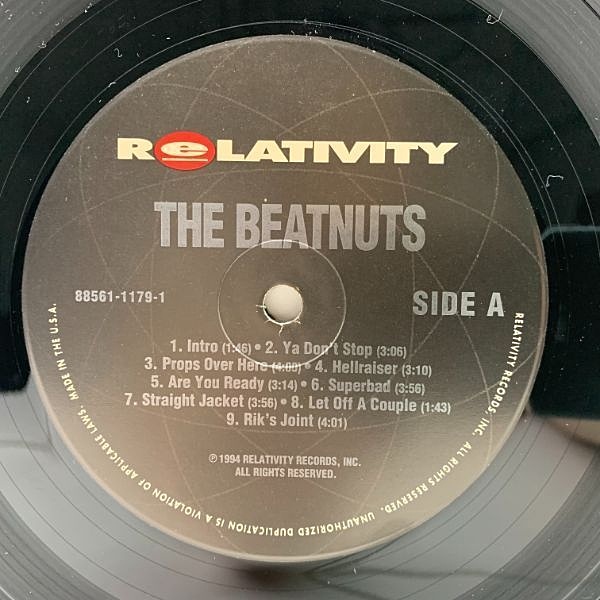 RELATIVITY
THE BEATNUTS
88561-1179-1
SIDE A
1. Intro (1:46) • 2. Ya Don't Stop (3:06)
3. Props Over Here (4:00) • 4. Hellraiser (3:10)
5. Are You Ready (3:14) • 6. Superbad (3:56)
7. Straight Jacket (3:56) • 8. Let Off A Couple (1:43)
9. Rik's Joint (4:01)
℗ 1994 RELATIVITY RECORDS, INC.
ALL RIGHTS RESERVED.
RELATIVITY RECORDS, INC. ALL RIGHTS RESERVED. UNAUTHORIZED DUPLICATION IS A VIOLATION OF APPLICABLE LAWS. MADE IN THE U.S.A.